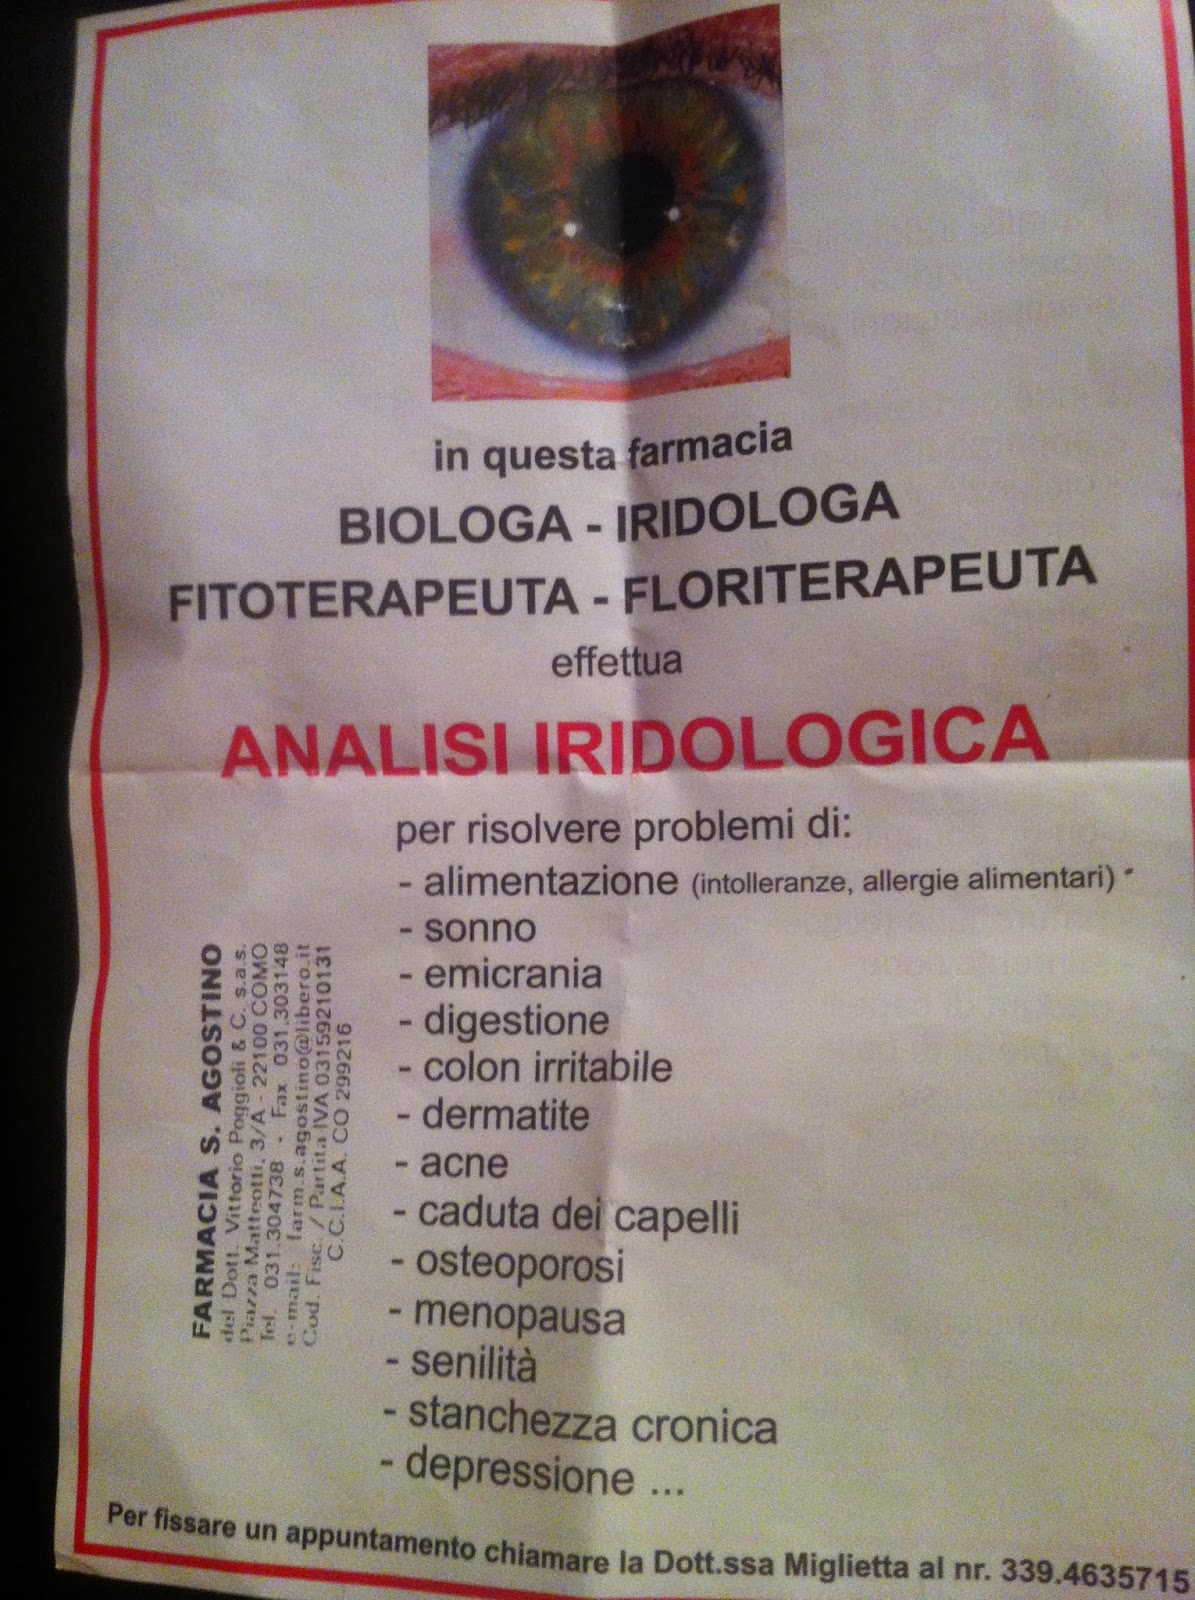 in questa farmacia
BIOLOGA - IRIDOLOGA
FITOTERAPEUTA - FLORITERAPEUTA
effettua
ANALISI IRIDOLOGICA
per risolvere problemi di:
- alimentazione (intolleranze, allergie alimentari)
- sonno
- emicrania
- digestione
- colon irritabile
- dermatite
- acne
- caduta dei capelli
- osteoporosi
- menopausa
- senilità
- stanchezza cronica
- depressione ...
FARMACIA S. AGOSTINO
del Dott. Vittorio Poggioli & C. s.a.s.
Piazza Matteotti, 3/A - 22100 COMO
Tel. 031.304738 - Fax 031.303148
e-mail: farm.s.agostino@libero.it
Cod. Fisc. / Partita IVA 03159210131
C.C.I.A.A. CO 299216
Per fissare un appuntamento chiamare la Dott.ssa Miglietta al nr. 339.4635715